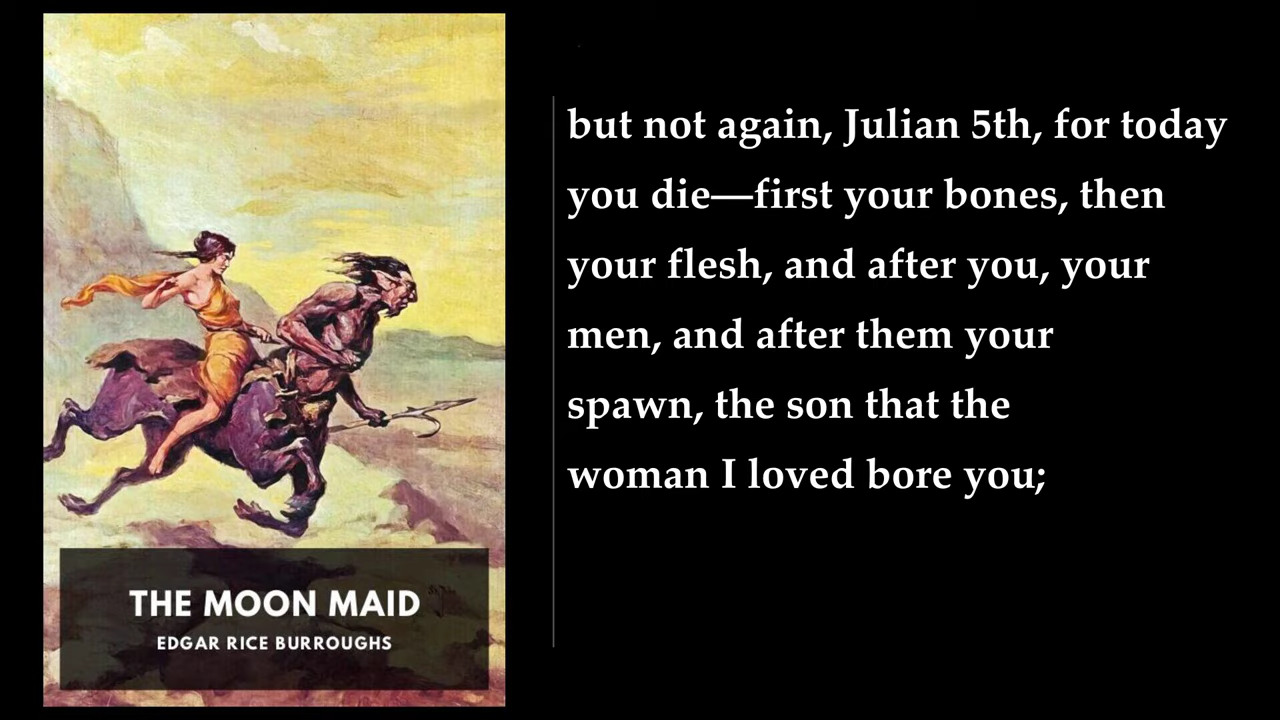 but not again, Julian 5th, for today
you die—first your bones, then
your flesh, and after you, your
men, and after them your
spawn, the son that the
woman I loved bore you;
THE MOON MAID
EDGAR RICE BURROUGHS